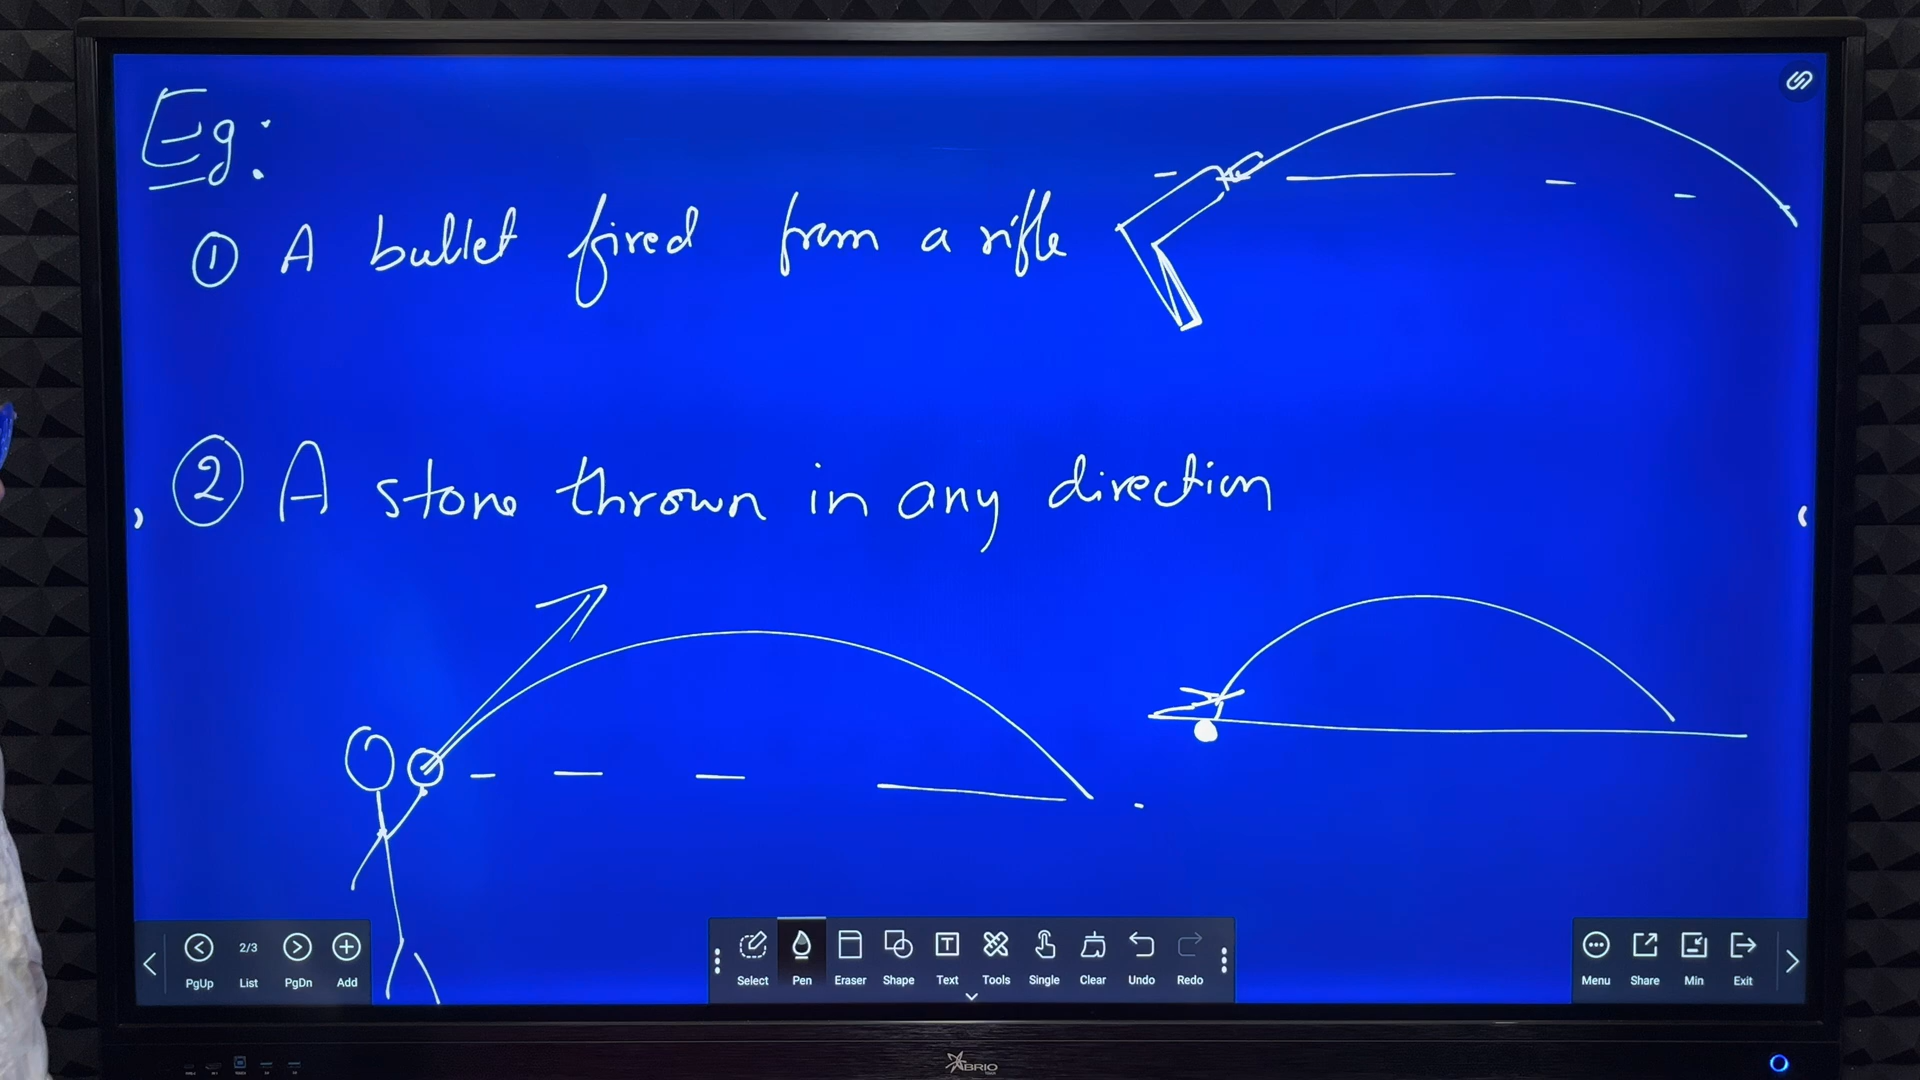 Eg:
① A bullet fired from a rifle
② A stone thrown in any direction
PgUp 2/3 List PgDn Add
Select Pen Eraser Shape Text Tools Single Clear Undo Redo
Menu Share Min Exit
ABRIO